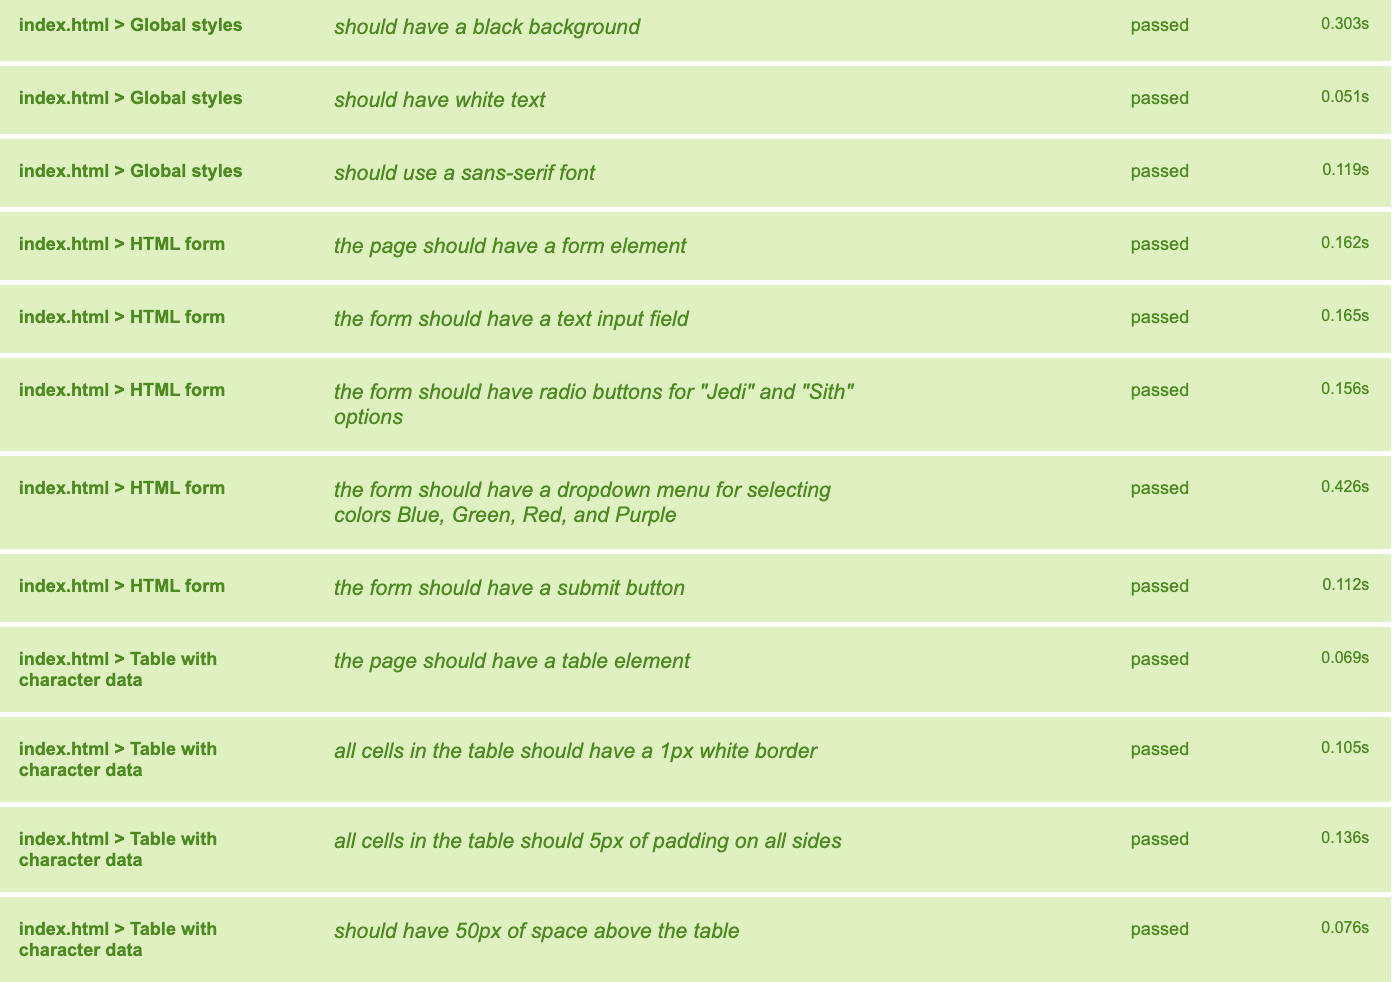 index.html > Global styles should have a black background passed 0.303s
index.html > Global styles should have white text passed 0.051s
index.html > Global styles should use a sans-serif font passed 0.119s
index.html > HTML form the page should have a form element passed 0.162s
index.html > HTML form the form should have a text input field passed 0.165s
index.html > HTML form the form should have radio buttons for "Jedi" and "Sith" passed 0.156s
options
index.html > HTML form the form should have a dropdown menu for selecting passed 0.426s
colors Blue, Green, Red, and Purple
index.html > HTML form the form should have a submit button passed 0.112s
index.html > Table with the page should have a table element passed 0.069s
character data
index.html > Table with all cells in the table should have a 1px white border passed 0.105s
character data
index.html > Table with all cells in the table should 5px of padding on all sides passed 0.136s
character data
index.html > Table with should have 50px of space above the table passed 0.076s
character data